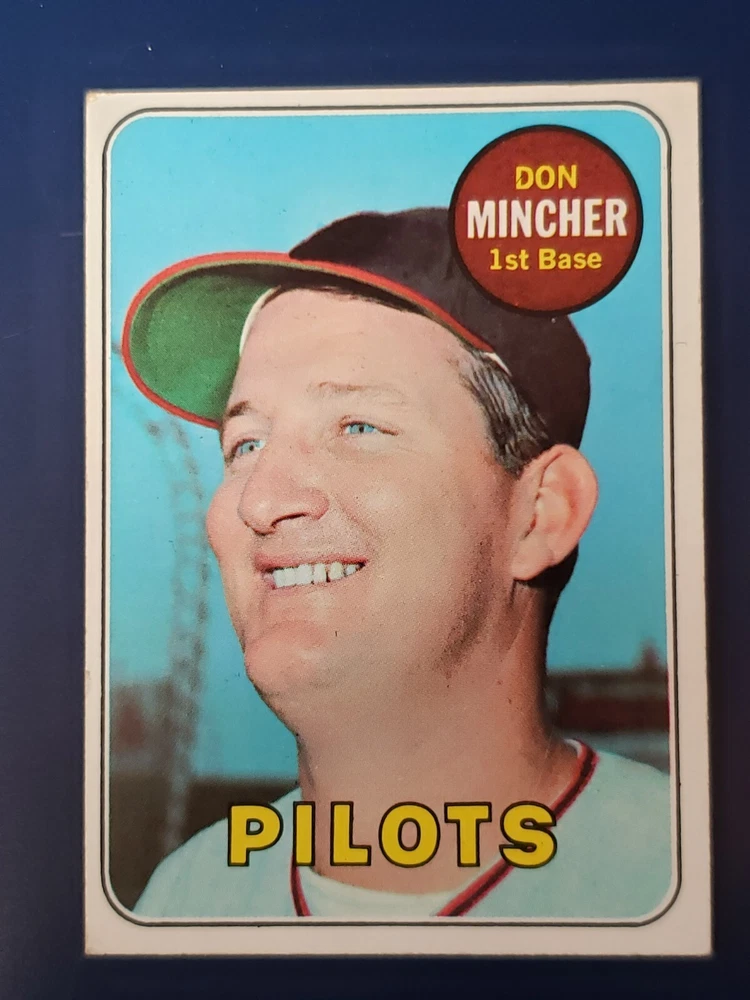 DON
MINCHER
1st Base
PILOTS